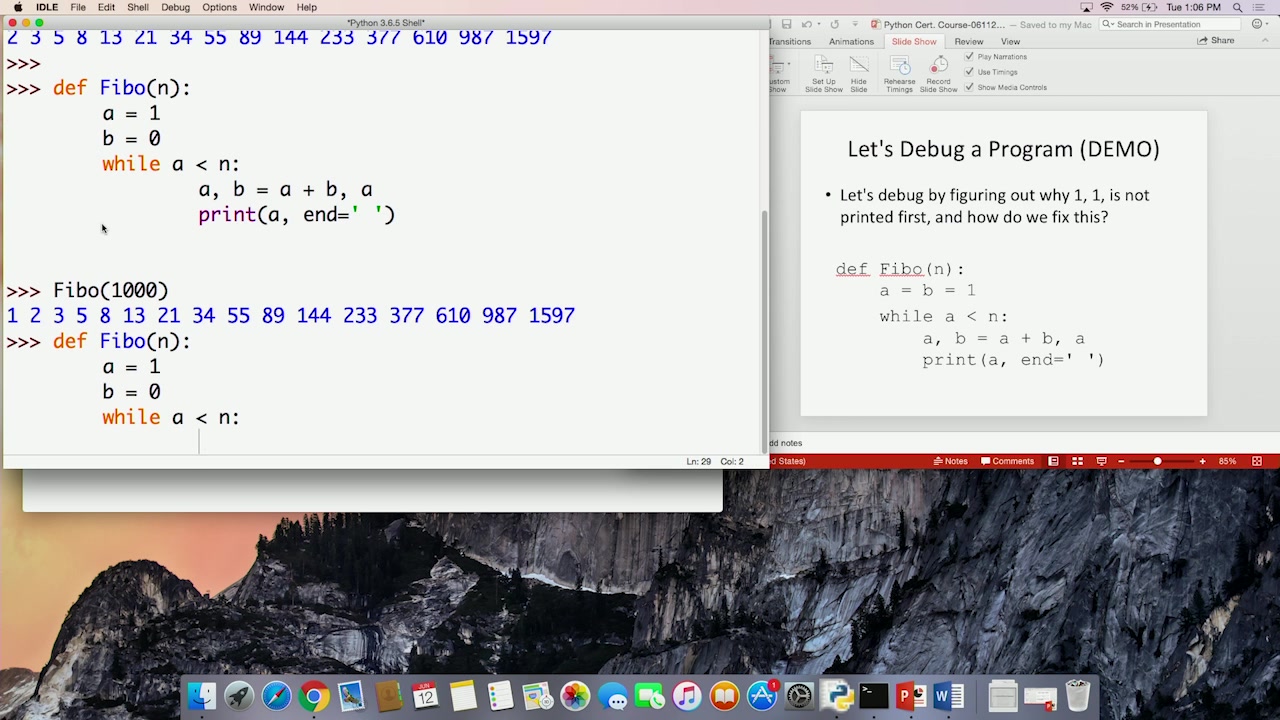 IDLE File Edit Shell Debug Options Window Help
52% Tue 1:06 PM
*Python 3.6.5 Shell*
2 3 5 8 13 21 34 55 89 144 233 377 610 987 1597
>>>
>>> def Fibo(n):
a = 1
b = 0
while a < n:
a, b = a + b, a
print(a, end=' ')
>>> Fibo(1000)
1 2 3 5 8 13 21 34 55 89 144 233 377 610 987 1597
>>> def Fibo(n):
a = 1
b = 0
while a < n:
Ln: 29 Col: 2
Python Cert. Course-06112... — Saved to my Mac
Search in Presentation
ransitions Animations Slide Show Review View Share
ustom Show
Set Up Slide Show
Hide Slide
Rehearse Timings
Record Slide Show
Play Narrations
Use Timings
Show Media Controls
Let's Debug a Program (DEMO)
• Let's debug by figuring out why 1, 1, is not
printed first, and how do we fix this?
def Fibo(n):
a = b = 1
while a < n:
a, b = a + b, a
print(a, end=' ')
dd notes
d States) Notes Comments 85%
JUN
12
1